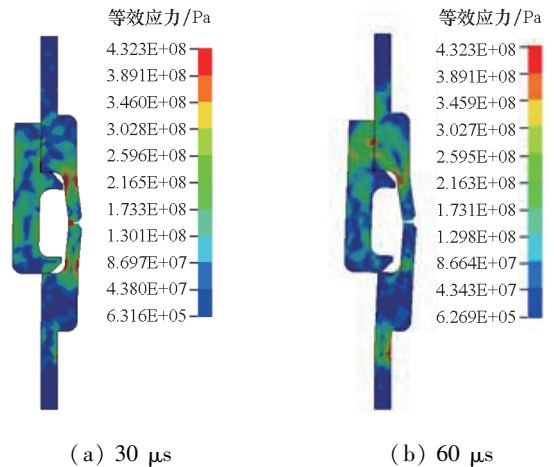 等效应力/Pa
4.323E+08
3.891E+08
3.460E+08
3.028E+08
2.596E+08
2.165E+08
1.733E+08
1.301E+08
8.697E+07
4.380E+07
6.316E+05
(a) 30 μs
等效应力/Pa
4.323E+08
3.891E+08
3.459E+08
3.027E+08
2.595E+08
2.163E+08
1.731E+08
1.298E+08
8.664E+07
4.343E+07
6.269E+05
(b) 60 μs